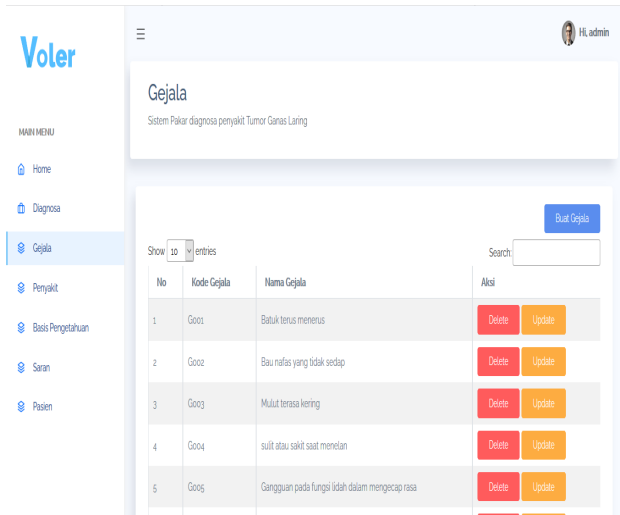 Voler
Hi, admin
Gejala
Sistem Pakar diagnosa penyakit Tumor Ganas Laring
MAIN MENU
Home
Diagnosa
Gejala
Penyakit
Basis Pengetahuan
Saran
Pasien
Buat Gejala
Show 10 entries
Search:
No Kode Gejala Nama Gejala Aksi
1 G001 Batuk terus menerus Delete Update
2 G002 Bau nafas yang tidak sedap Delete Update
3 G003 Mulut terasa kering Delete Update
4 G004 sulit atau sakit saat menelan Delete Update
5 G005 Gangguan pada fungsi lidah dalam mengecap rasa Delete Update